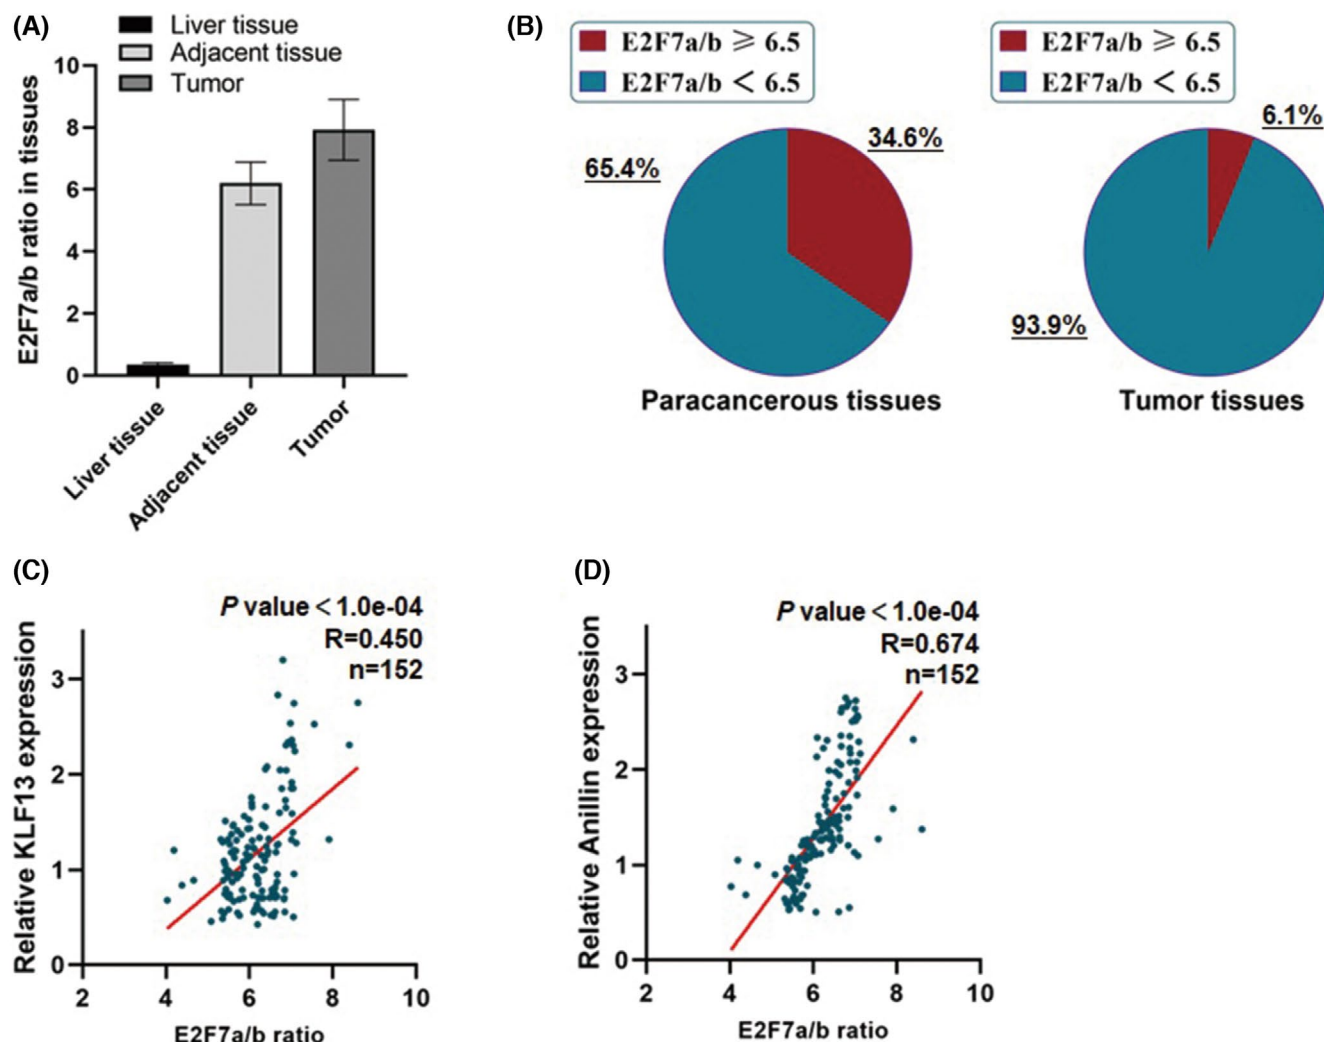 (A)
Liver tissue
Adjacent tissue
Tumor
E2F7a/b ratio in tissues
10
8
6
4
2
0
Liver tissue
Adjacent tissue
Tumor
(B)
E2F7a/b ⩾ 6.5
E2F7a/b < 6.5
34.6%
65.4%
Paracancerous tissues
E2F7a/b ⩾ 6.5
E2F7a/b < 6.5
6.1%
93.9%
Tumor tissues
(C)
P value < 1.0e-04
R=0.450
n=152
Relative KLF13 expression
3
2
1
0
2 4 6 8 10
E2F7a/b ratio
(D)
P value < 1.0e-04
R=0.674
n=152
Relative Anillin expression
3
2
1
0
2 4 6 8 10
E2F7a/b ratio